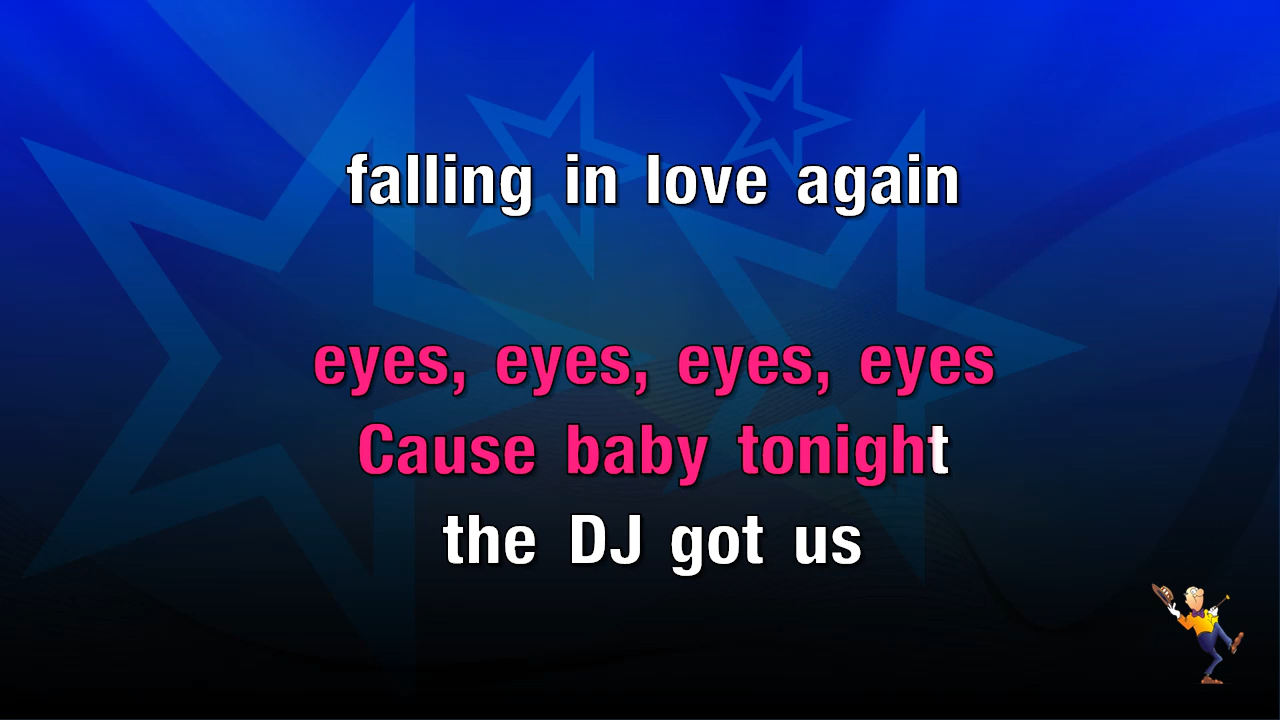 falling in love again
eyes, eyes, eyes, eyes
Cause baby tonight
the DJ got us